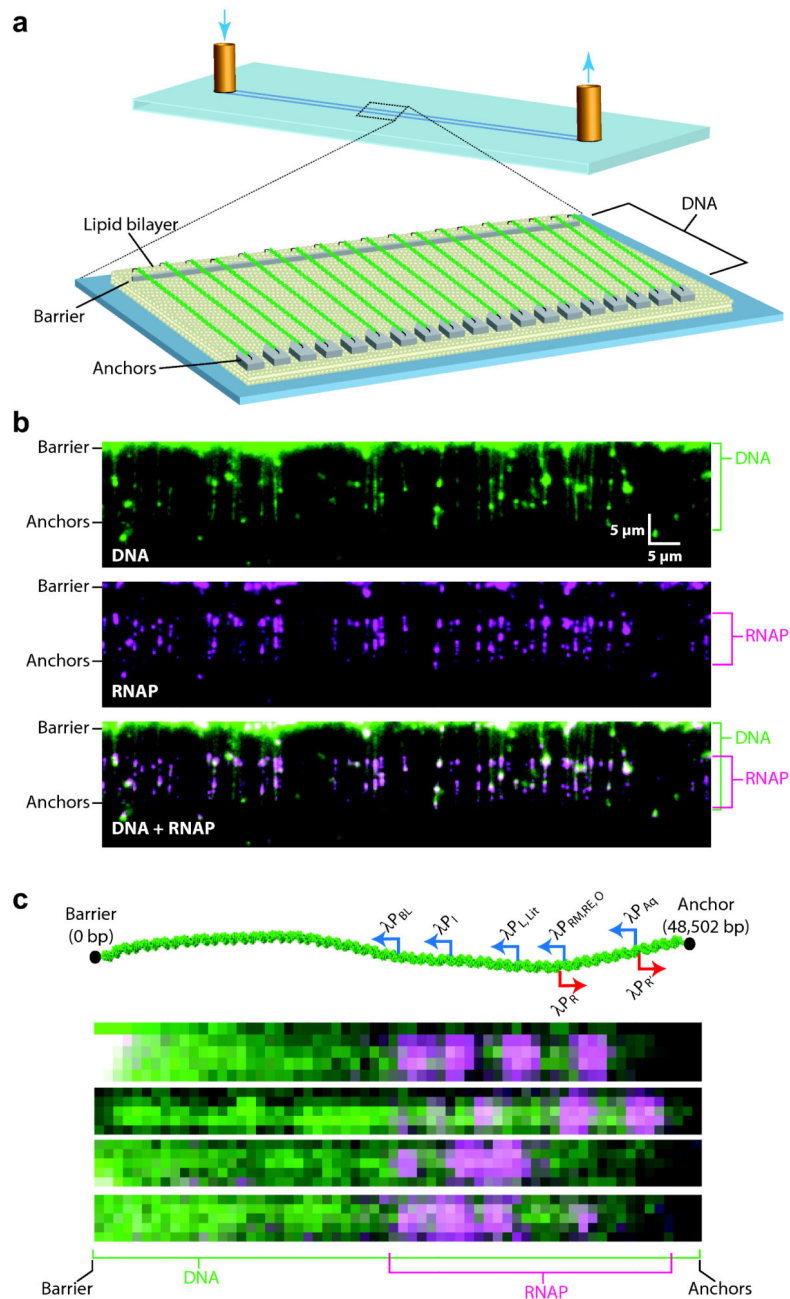 a
DNA
Lipid bilayer
Barrier
Anchors
b
Barrier
DNA
Anchors
5 µm
5 µm
DNA
Barrier
RNAP
Anchors
RNAP
Barrier
DNA
RNAP
Anchors
DNA + RNAP
c
Barrier
(0 bp)
λP_BL
λP_I
λP_L, Lit
λP_RM,RE,O
λP_Aq
Anchor
(48,502 bp)
λP_R
λP_R'
DNA
RNAP
Barrier
Anchors